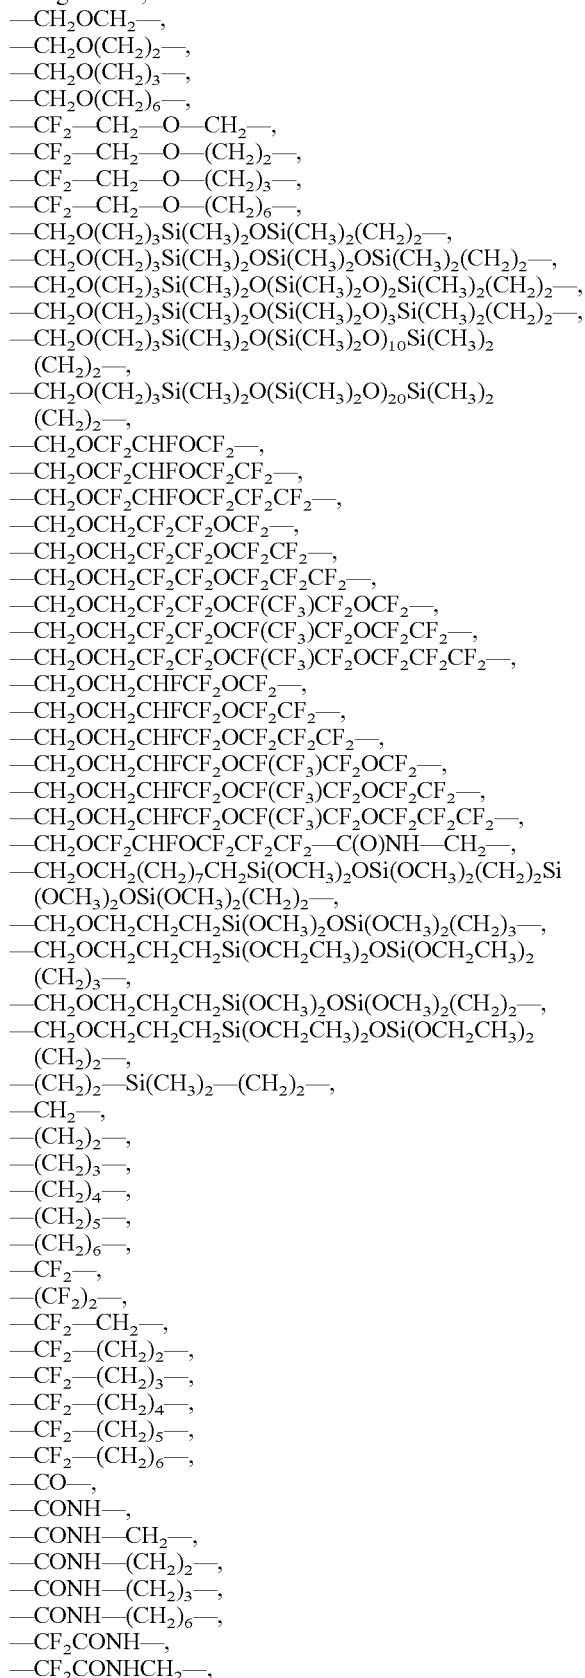 —CH₂OCH₂—,
—CH₂O(CH₂)₂—,
—CH₂O(CH₂)₃—,
—CH₂O(CH₂)₆—,
—CF₂—CH₂—O—CH₂—,
—CF₂—CH₂—O—(CH₂)₂—,
—CF₂—CH₂—O—(CH₂)₃—,
—CF₂—CH₂—O—(CH₂)₆—,
—CH₂O(CH₂)₃Si(CH₃)₂OSi(CH₃)₂(CH₂)₂—,
—CH₂O(CH₂)₃Si(CH₃)₂OSi(CH₃)₂OSi(CH₃)₂(CH₂)₂—,
—CH₂O(CH₂)₃Si(CH₃)₂O(Si(CH₃)₂O)₂Si(CH₃)₂(CH₂)₂—,
—CH₂O(CH₂)₃Si(CH₃)₂O(Si(CH₃)₂O)₃Si(CH₃)₂(CH₂)₂—,
—CH₂O(CH₂)₃Si(CH₃)₂O(Si(CH₃)₂O)₁₀Si(CH₃)₂
(CH₂)₂—,
—CH₂O(CH₂)₃Si(CH₃)₂O(Si(CH₃)₂O)₂₀Si(CH₃)₂
(CH₂)₂—,
—CH₂OCF₂CHFOCF₂—,
—CH₂OCF₂CHFOCF₂CF₂—,
—CH₂OCF₂CHFOCF₂CF₂CF₂—,
—CH₂OCH₂CF₂CF₂OCF₂—,
—CH₂OCH₂CF₂CF₂OCF₂CF₂—,
—CH₂OCH₂CF₂CF₂OCF₂CF₂CF₂—,
—CH₂OCH₂CF₂CF₂OCF(CF₃)CF₂OCF₂—,
—CH₂OCH₂CF₂CF₂OCF(CF₃)CF₂OCF₂CF₂—,
—CH₂OCH₂CF₂CF₂OCF(CF₃)CF₂OCF₂CF₂CF₂—,
—CH₂OCH₂CHFCF₂OCF₂—,
—CH₂OCH₂CHFCF₂OCF₂CF₂—,
—CH₂OCH₂CHFCF₂OCF₂CF₂CF₂—,
—CH₂OCH₂CHFCF₂OCF(CF₃)CF₂OCF₂—,
—CH₂OCH₂CHFCF₂OCF(CF₃)CF₂OCF₂CF₂—,
—CH₂OCH₂CHFCF₂OCF(CF₃)CF₂OCF₂CF₂CF₂—,
—CH₂OCF₂CHFOCF₂CF₂CF₂—C(O)NH—CH₂—,
—CH₂OCH₂(CH₂)₇CH₂Si(OCH₃)₂OSi(OCH₃)₂(CH₂)₂Si
(OCH₃)₂OSi(OCH₃)₂(CH₂)₂—,
—CH₂OCH₂CH₂CH₂Si(OCH₃)₂OSi(OCH₃)₂(CH₂)₃—,
—CH₂OCH₂CH₂CH₂Si(OCH₂CH₃)₂OSi(OCH₂CH₃)₂
(CH₂)₃—,
—CH₂OCH₂CH₂CH₂Si(OCH₃)₂OSi(OCH₃)₂(CH₂)₂—,
—CH₂OCH₂CH₂CH₂Si(OCH₂CH₃)₂OSi(OCH₂CH₃)₂
(CH₂)₂—,
—(CH₂)₂—Si(CH₃)₂—(CH₂)₂—,
—CH₂—,
—(CH₂)₂—,
—(CH₂)₃—,
—(CH₂)₄—,
—(CH₂)₅—,
—(CH₂)₆—,
—CF₂—,
—(CF₂)₂—,
—CF₂—CH₂—,
—CF₂—(CH₂)₂—,
—CF₂—(CH₂)₃—,
—CF₂—(CH₂)₄—,
—CF₂—(CH₂)₅—,
—CF₂—(CH₂)₆—,
—CO—,
—CONH—,
—CONH—CH₂—,
—CONH—(CH₂)₂—,
—CONH—(CH₂)₃—,
—CONH—(CH₂)₆—,
—CF₂CONH—,
—CF₂CONHCH₂—,